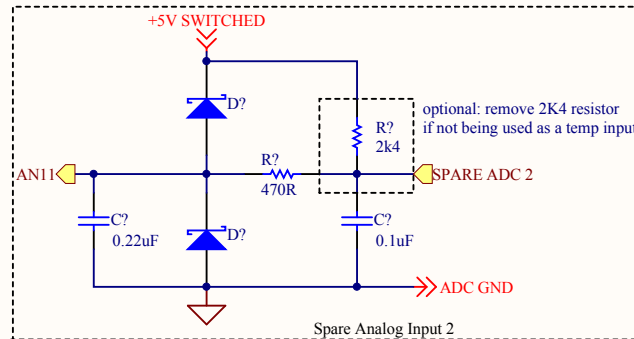 +5V SWITCHED
D?
optional: remove 2K4 resistor
if not being used as a temp input
R?
2k4
AN11
R?
470R
SPARE ADC 2
C?
0.22uF
D?
C?
0.1uF
ADC GND
Spare Analog Input 2